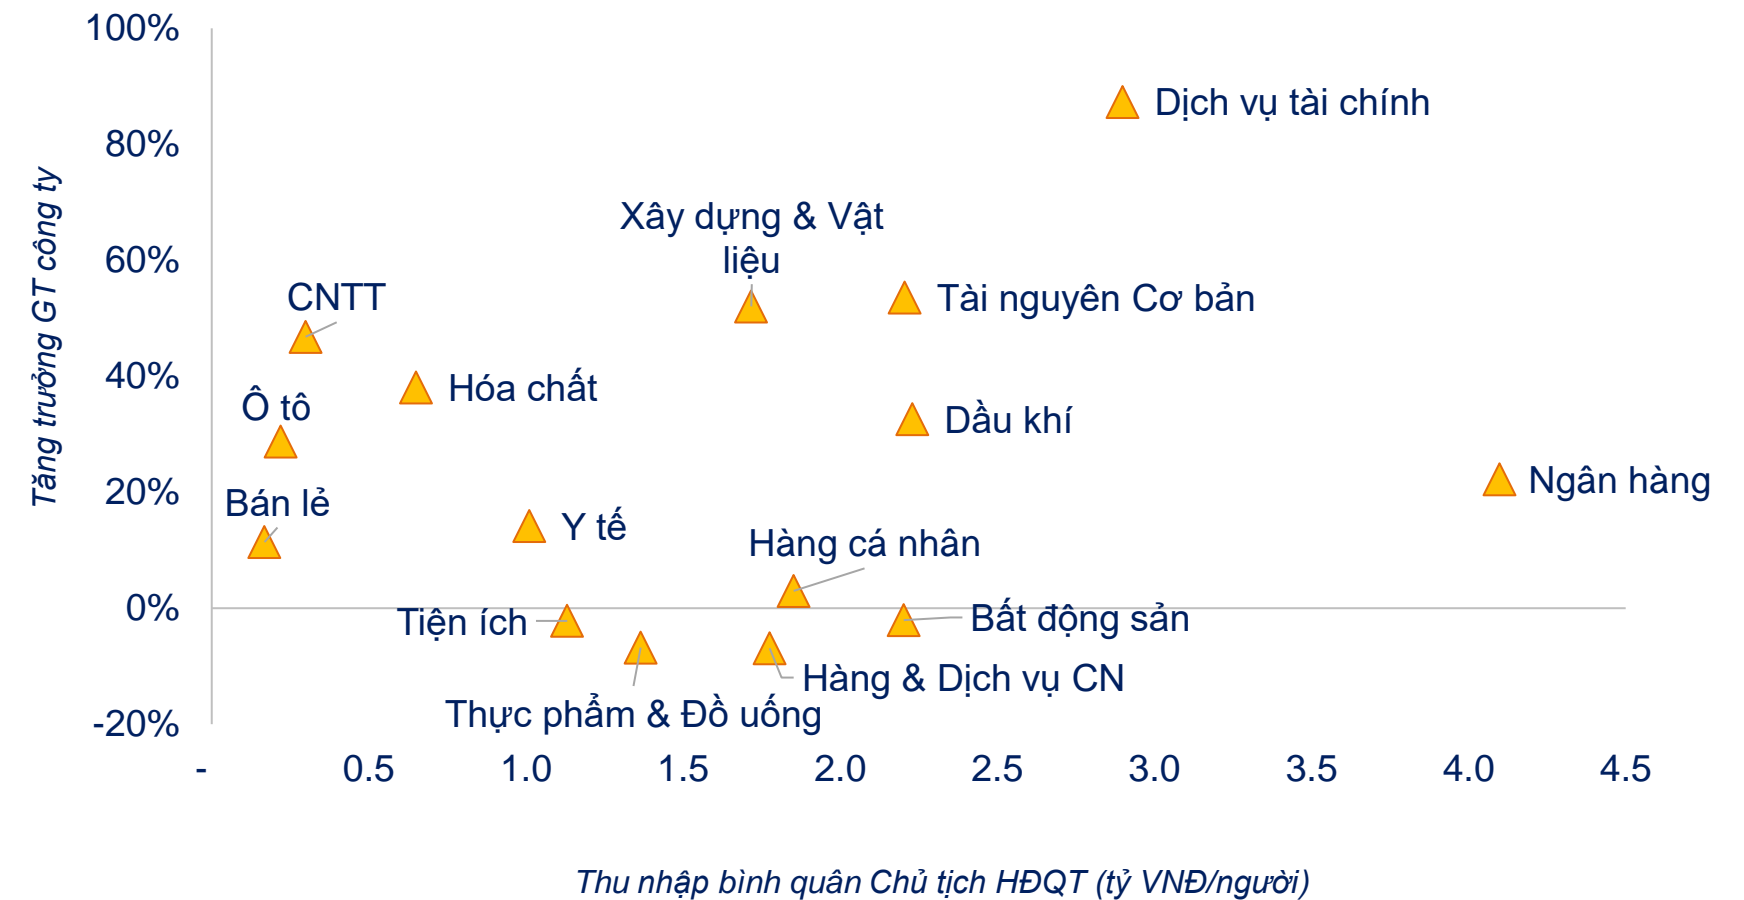 100%
Dịch vụ tài chính
80%
Xây dựng & Vật
liệu
60%
CNTT
Tài nguyên Cơ bản
40%
Hóa chất
Ô tô
Dầu khí
20%
Ngân hàng
Bán lẻ
Y tế
Hàng cá nhân
0%
Tiện ích
Bất động sản
Hàng & Dịch vụ CN
Thực phẩm & Đồ uống
-20%
- 0.5 1.0 1.5 2.0 2.5 3.0 3.5 4.0 4.5
Tăng trưởng GT công ty
Thu nhập bình quân Chủ tịch HĐQT (tỷ VNĐ/người)